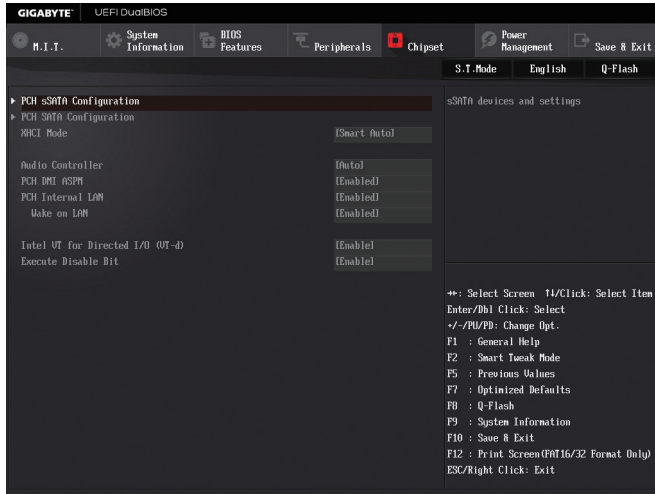 GIGABYTE™ UEFI DualBIOS
M.I.T.
System Information
BIOS Features
Peripherals
Chipset
Power Management
Save & Exit
S.T.Mode English Q-Flash
PCH sSATA Configuration
PCH SATA Configuration
XHCI Mode [Smart Auto]
Audio Controller [Auto]
PCH DMI ASPM [Enabled]
PCH Internal LAN [Enabled]
Wake on LAN [Enabled]
Intel VT for Directed I/O (VT-d) [Enable]
Execute Disable Bit [Enable]
sSATA devices and settings
→←: Select Screen ↑↓/Click: Select Item
Enter/Dbl Click: Select
+/-/PU/PD: Change Opt.
F1 : General Help
F2 : Smart Tweak Mode
F5 : Previous Values
F7 : Optimized Defaults
F8 : Q-Flash
F9 : System Information
F10 : Save & Exit
F12 : Print Screen(FAT16/32 Format Only)
ESC/Right Click: Exit